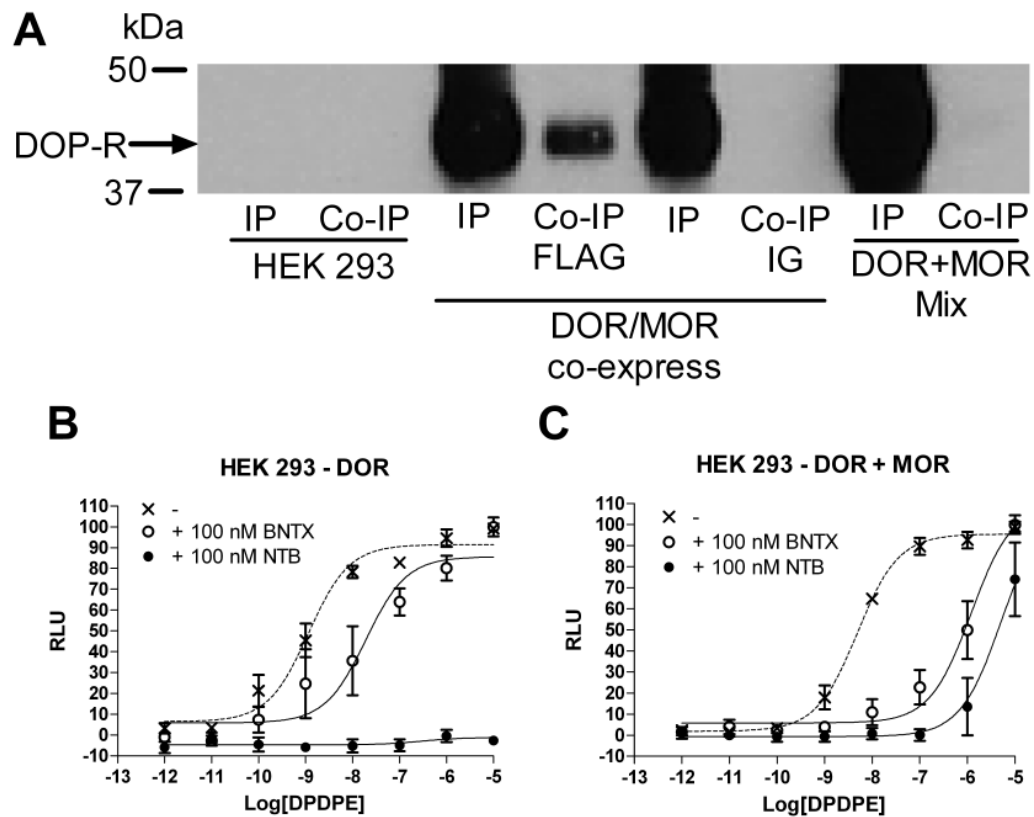 A
kDa
50
DOP-R
37
IP Co-IP IP Co-IP IP Co-IP IP Co-IP
HEK 293 FLAG IG DOR+MOR
Mix
DOR/MOR
co-express
B
HEK 293 - DOR
-
+ 100 nM BNTX
+ 100 nM NTB
110
100
90
80
70
60
50
40
30
20
10
0
-10
RLU
-13 -12 -11 -10 -9 -8 -7 -6 -5
Log[DPDPE]
C
HEK 293 - DOR + MOR
-
+ 100 nM BNTX
+ 100 nM NTB
110
100
90
80
70
60
50
40
30
20
10
0
-10
RLU
-13 -12 -11 -10 -9 -8 -7 -6 -5
Log[DPDPE]